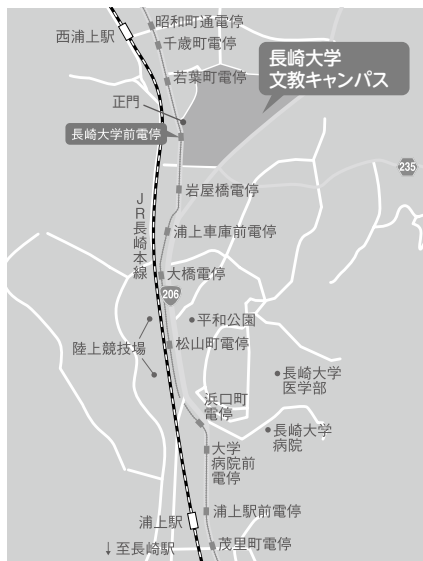 昭和町通電停
西浦上駅
千歳町電停
長崎大学
文教キャンパス
若葉町電停
正門
長崎大学前電停
235
岩屋橋電停
JR長崎本線
浦上車庫前電停
大橋電停
206
平和公園
陸上競技場
松山町電停
長崎大学
医学部
浜口町
電停
長崎大学
病院
大学
病院前
電停
浦上駅前電停
浦上駅
茂里町電停
↓至長崎駅